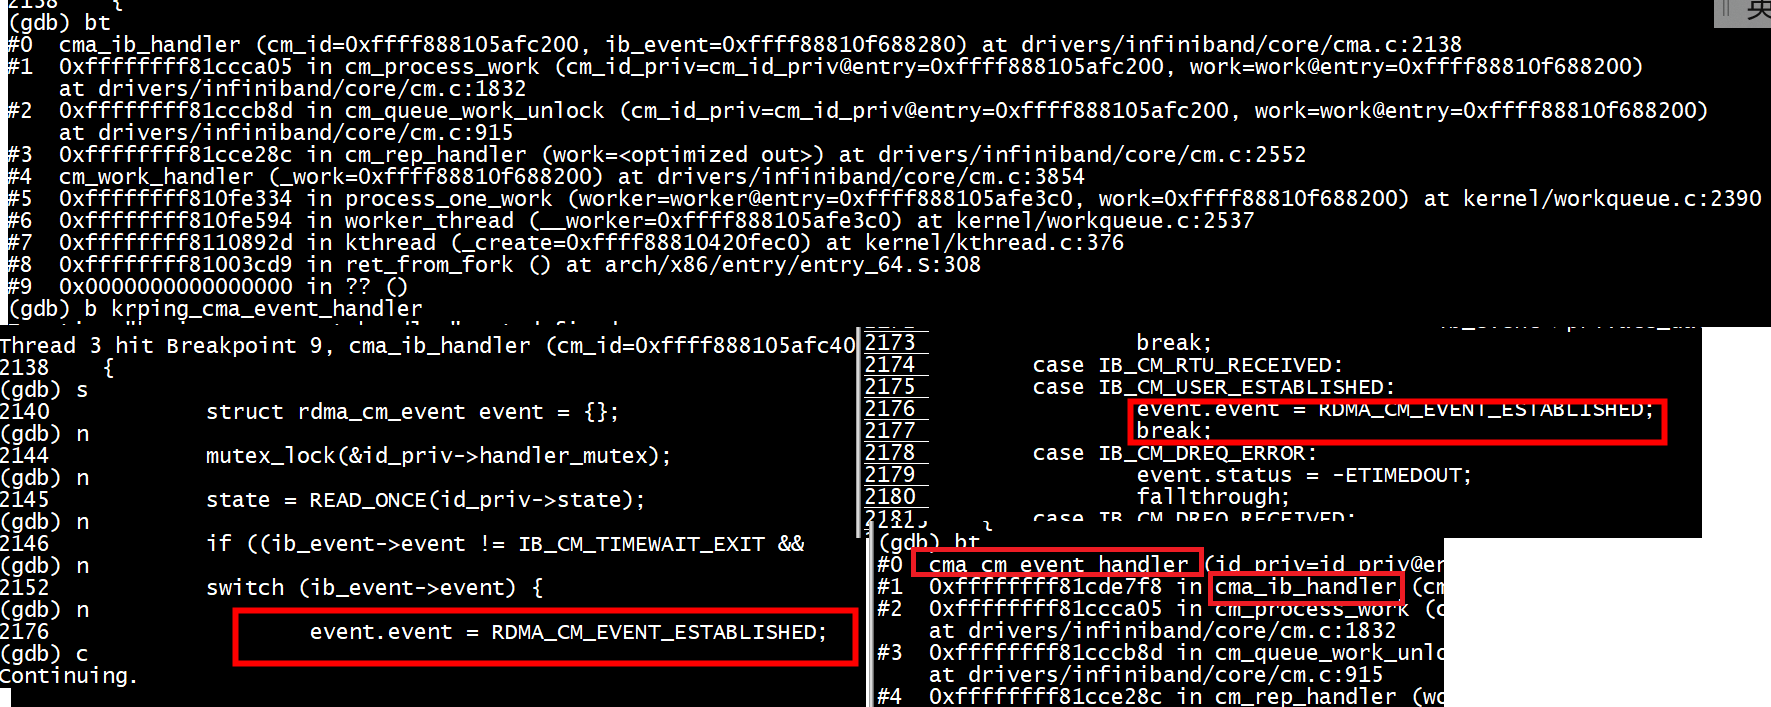 2138    {
(gdb) bt
#0  cma_ib_handler (cm_id=0xffff888105afc200, ib_event=0xffff88810f688280) at drivers/infiniband/core/cma.c:2138
#1  0xffffffff81ccca05 in cm_process_work (cm_id_priv=cm_id_priv@entry=0xffff888105afc200, work=work@entry=0xffff88810f688200)
    at drivers/infiniband/core/cm.c:1832
#2  0xffffffff81cccb8d in cm_queue_work_unlock (cm_id_priv=cm_id_priv@entry=0xffff888105afc200, work=work@entry=0xffff88810f688200)
    at drivers/infiniband/core/cm.c:915
#3  0xffffffff81cce28c in cm_rep_handler (work=<optimized out>) at drivers/infiniband/core/cm.c:2552
#4  cm_work_handler (_work=0xffff88810f688200) at drivers/infiniband/core/cm.c:3854
#5  0xffffffff810fe334 in process_one_work (worker=worker@entry=0xffff888105afe3c0, work=0xffff88810f688200) at kernel/workqueue.c:2390
#6  0xffffffff810fe594 in worker_thread (__worker=0xffff888105afe3c0) at kernel/workqueue.c:2537
#7  0xffffffff8110892d in kthread (_create=0xffff88810420fec0) at kernel/kthread.c:376
#8  0xffffffff81003cd9 in ret_from_fork () at arch/x86/entry/entry_64.S:308
#9  0x0000000000000000 in ?? ()
(gdb) b krping_cma_event_handler
英
Thread 3 hit Breakpoint 9, cma_ib_handler (cm_id=0xffff888105afc40
2138    {
(gdb) s
2140            struct rdma_cm_event event = {};
(gdb) n
2144            mutex_lock(&id_priv->handler_mutex);
(gdb) n
2145            state = READ_ONCE(id_priv->state);
(gdb) n
2146            if ((ib_event->event != IB_CM_TIMEWAIT_EXIT &&
(gdb) n
2152            switch (ib_event->event) {
(gdb) n
2176                    event.event = RDMA_CM_EVENT_ESTABLISHED;
(gdb) c
Continuing.
2173                    break;
2174            case IB_CM_RTU_RECEIVED:
2175            case IB_CM_USER_ESTABLISHED:
2176                    event.event = RDMA_CM_EVENT_ESTABLISHED;
2177                    break;
2178            case IB_CM_DREQ_ERROR:
2179                    event.status = -ETIMEDOUT;
2180                    fallthrough;
2181            case IB_CM_DREQ_RECEIVED:
(gdb) bt
#0  cma_cm_event_handler (id_priv=id_priv@er
#1  0xffffffff81cde7f8 in cma_ib_handler (cm
#2  0xffffffff81ccca05 in cm_process_work (c
    at drivers/infiniband/core/cm.c:1832
#3  0xffffffff81cccb8d in cm_queue_work_unlo
    at drivers/infiniband/core/cm.c:915
#4  0xffffffff81cce28c in cm_rep_handler (wo